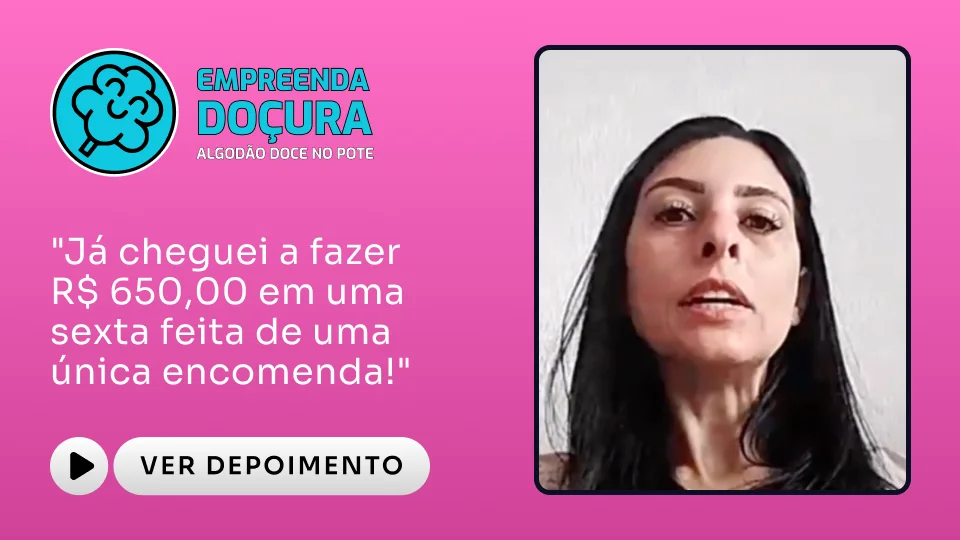 EMPREENDA
DOÇURA
ALGODÃO DOCE NO POTE
"Já cheguei a fazer
R$ 650,00 em uma
sexta feita de uma
única encomenda!"
VER DEPOIMENTO